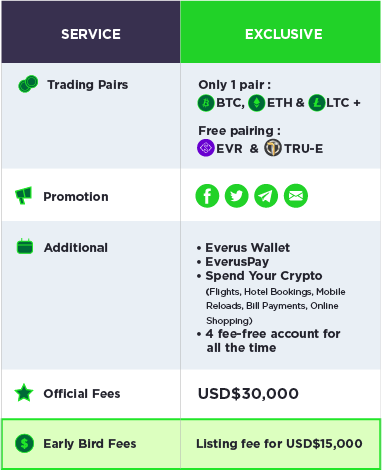 SERVICE
EXCLUSIVE
Trading Pairs
Only 1 pair :
BTC, ETH & LTC +
Free pairing :
EVR & TRU-E
Promotion
Additional
• Everus Wallet
• EverusPay
• Spend Your Crypto
(Flights, Hotel Bookings, Mobile
Reloads, Bill Payments, Online
Shopping)
• 4 fee-free account for
all the time
Official Fees
USD$30,000
Early Bird Fees
Listing fee for USD$15,000